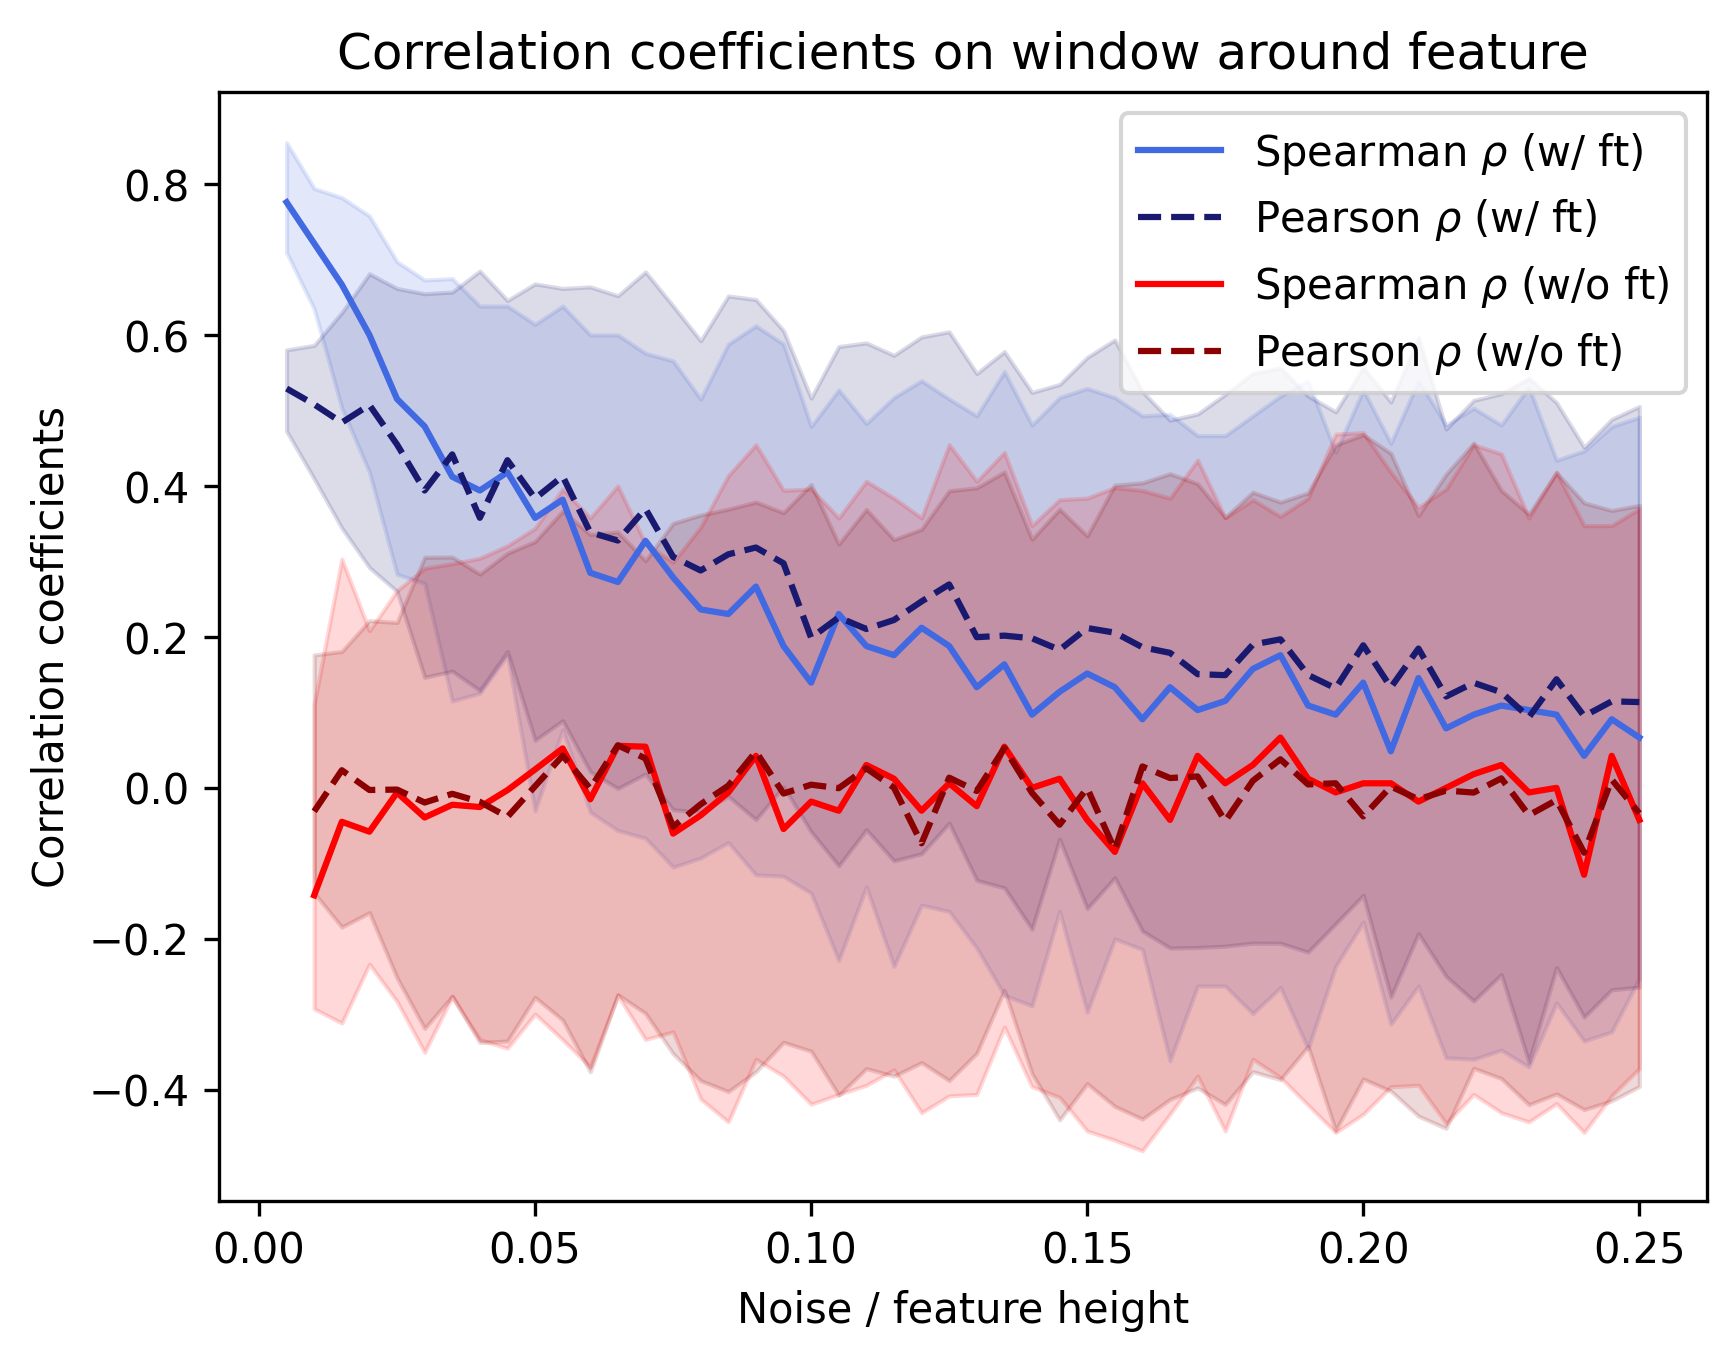 Correlation coefficients on window around feature
Spearman ρ (w/ ft)
Pearson ρ (w/ ft)
Spearman ρ (w/o ft)
Pearson ρ (w/o ft)
Correlation coefficients
0.8
0.6
0.4
0.2
0.0
−0.2
−0.4
0.00 0.05 0.10 0.15 0.20 0.25
Noise / feature height